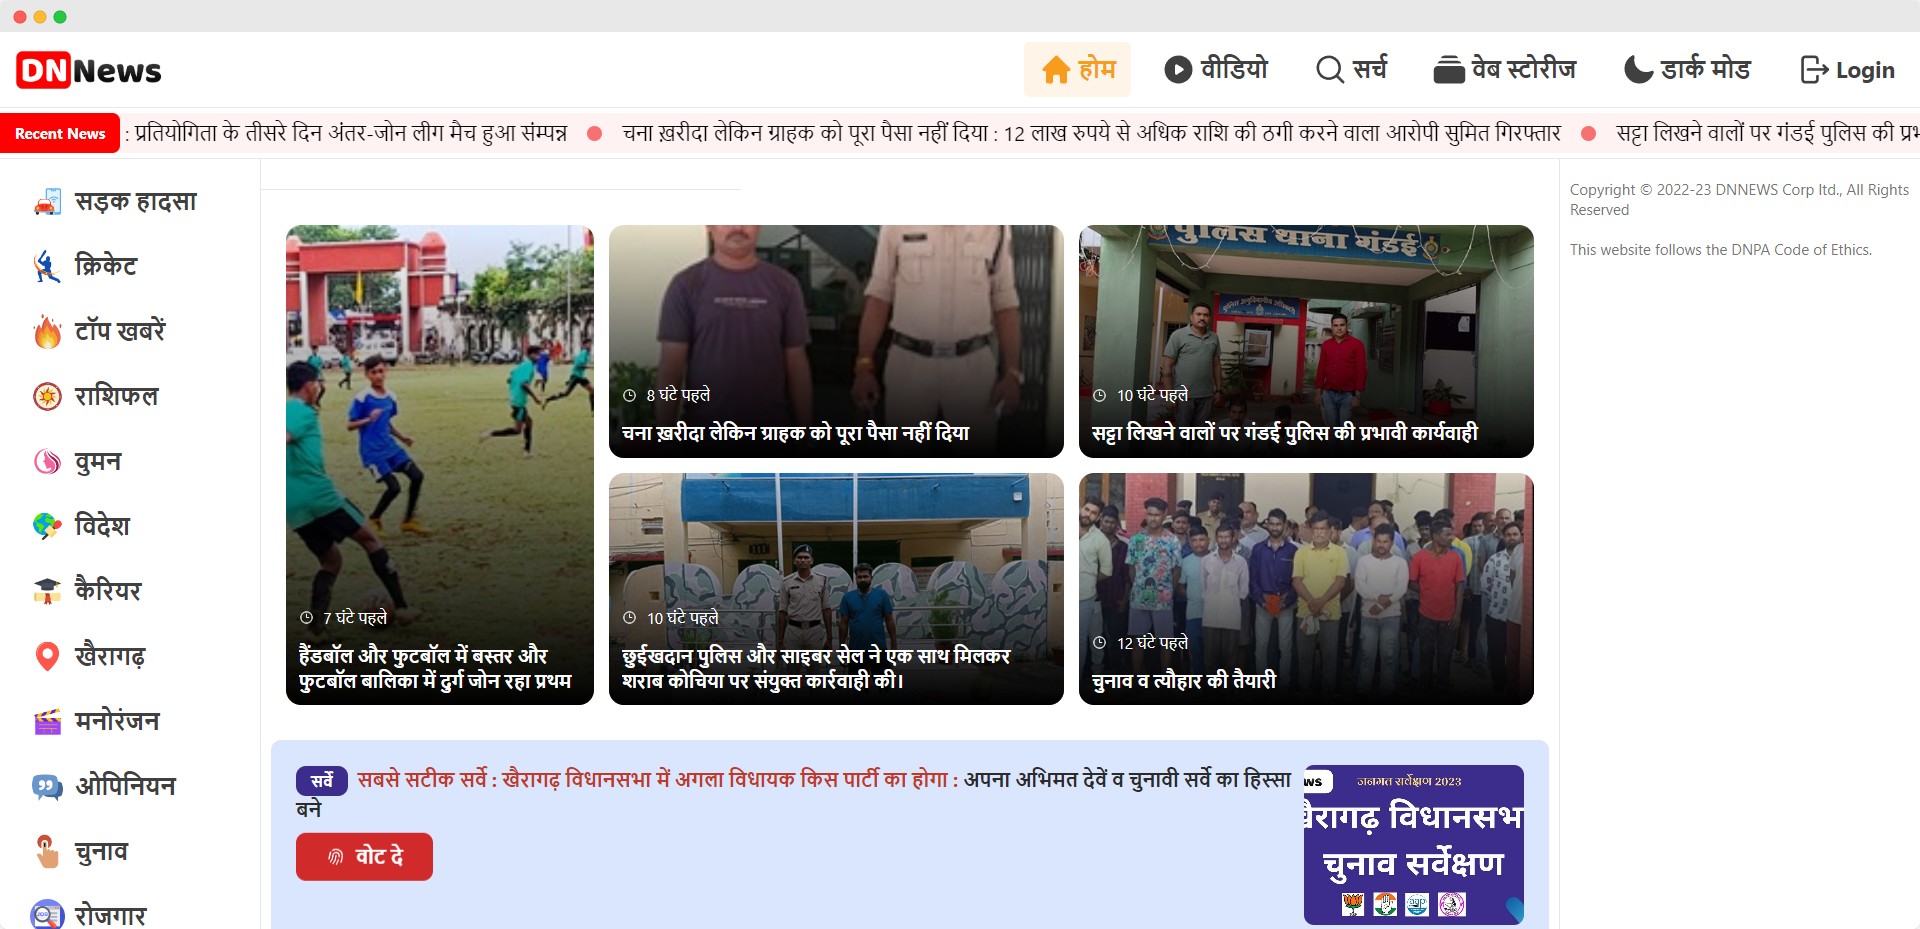 DN News
होम
वीडियो
सर्च
वेब स्टोरीज
डार्क मोड
Login
Recent News
: प्रतियोगिता के तीसरे दिन अंतर-जोन लीग मैच हुआ संम्पन्न
चना ख़रीदा लेकिन ग्राहक को पूरा पैसा नहीं दिया : 12 लाख रुपये से अधिक राशि की ठगी करने वाला आरोपी सुमित गिरफ्तार
सट्टा लिखने वालों पर गंडई पुलिस की प्रभ
सड़क हादसा
क्रिकेट
टॉप खबरें
राशिफल
वुमन
विदेश
कैरियर
खैरागढ़
मनोरंजन
ओपिनियन
चुनाव
रोजगार
7 घंटे पहले
हैंडबॉल और फुटबॉल में बस्तर और
फुटबॉल बालिका में दुर्ग जोन रहा प्रथम
8 घंटे पहले
चना ख़रीदा लेकिन ग्राहक को पूरा पैसा नहीं दिया
पुलिस थाना गंडई
10 घंटे पहले
सट्टा लिखने वालों पर गंडई पुलिस की प्रभावी कार्यवाही
10 घंटे पहले
छुईखदान पुलिस और साइबर सेल ने एक साथ मिलकर
शराब कोचिया पर संयुक्त कार्रवाही की।
12 घंटे पहले
चुनाव व त्यौहार की तैयारी
सर्वे सबसे सटीक सर्वे : खैरागढ़ विधानसभा में अगला विधायक किस पार्टी का होगा : अपना अभिमत देवें व चुनावी सर्वे का हिस्सा
बने
वोट दे
ws
जनमत सर्वेक्षण 2023
खैरागढ़ विधानसभ
चुनाव सर्वेक्षण
Copyright © 2022-23 DNNEWS Corp ltd., All Rights
Reserved
This website follows the DNPA Code of Ethics.